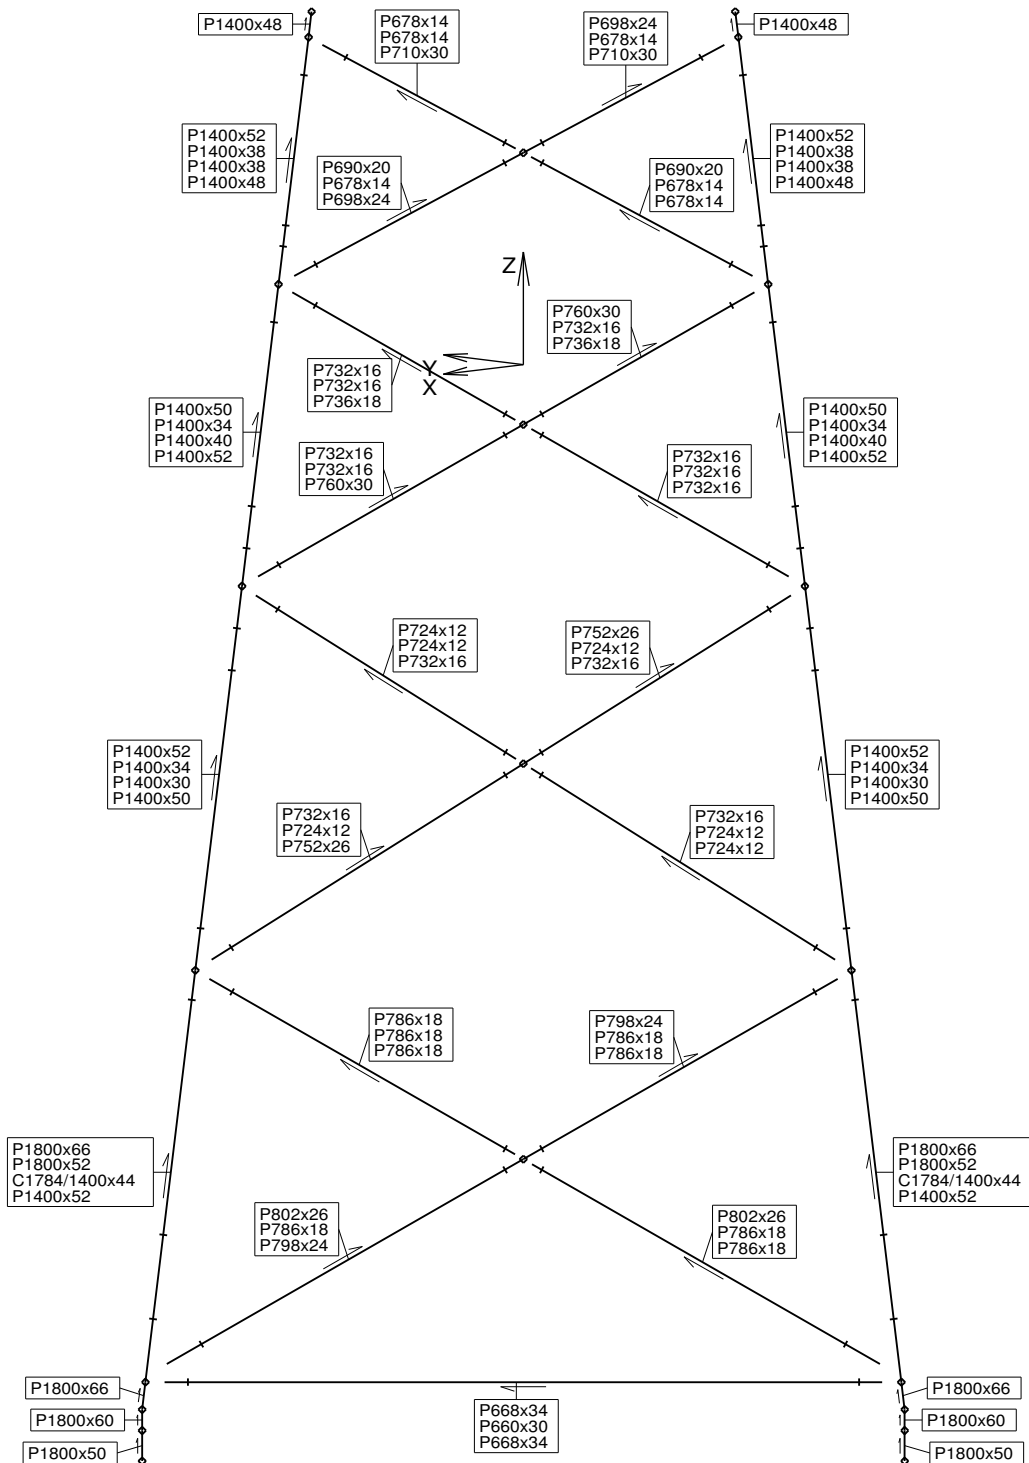 P1400x48
P678x14
P678x14
P710x30
P698x24
P678x14
P710x30
P1400x48
P1400x52
P1400x38
P1400x38
P1400x48
P690x20
P678x14
P698x24
P690x20
P678x14
P678x14
P1400x52
P1400x38
P1400x38
P1400x48
Z
Y
X
P760x30
P732x16
P736x18
P732x16
P732x16
P736x18
P1400x50
P1400x34
P1400x40
P1400x52
P732x16
P732x16
P760x30
P732x16
P732x16
P732x16
P1400x50
P1400x34
P1400x40
P1400x52
P724x12
P724x12
P732x16
P752x26
P724x12
P732x16
P1400x52
P1400x34
P1400x30
P1400x50
P732x16
P724x12
P752x26
P732x16
P724x12
P724x12
P1400x52
P1400x34
P1400x30
P1400x50
P786x18
P786x18
P786x18
P798x24
P786x18
P786x18
P1800x66
P1800x52
C1784/1400x44
P1400x52
P802x26
P786x18
P798x24
P802x26
P786x18
P786x18
P1800x66
P1800x52
C1784/1400x44
P1400x52
P1800x66
P1800x60
P1800x50
P668x34
P660x30
P668x34
P1800x66
P1800x60
P1800x50